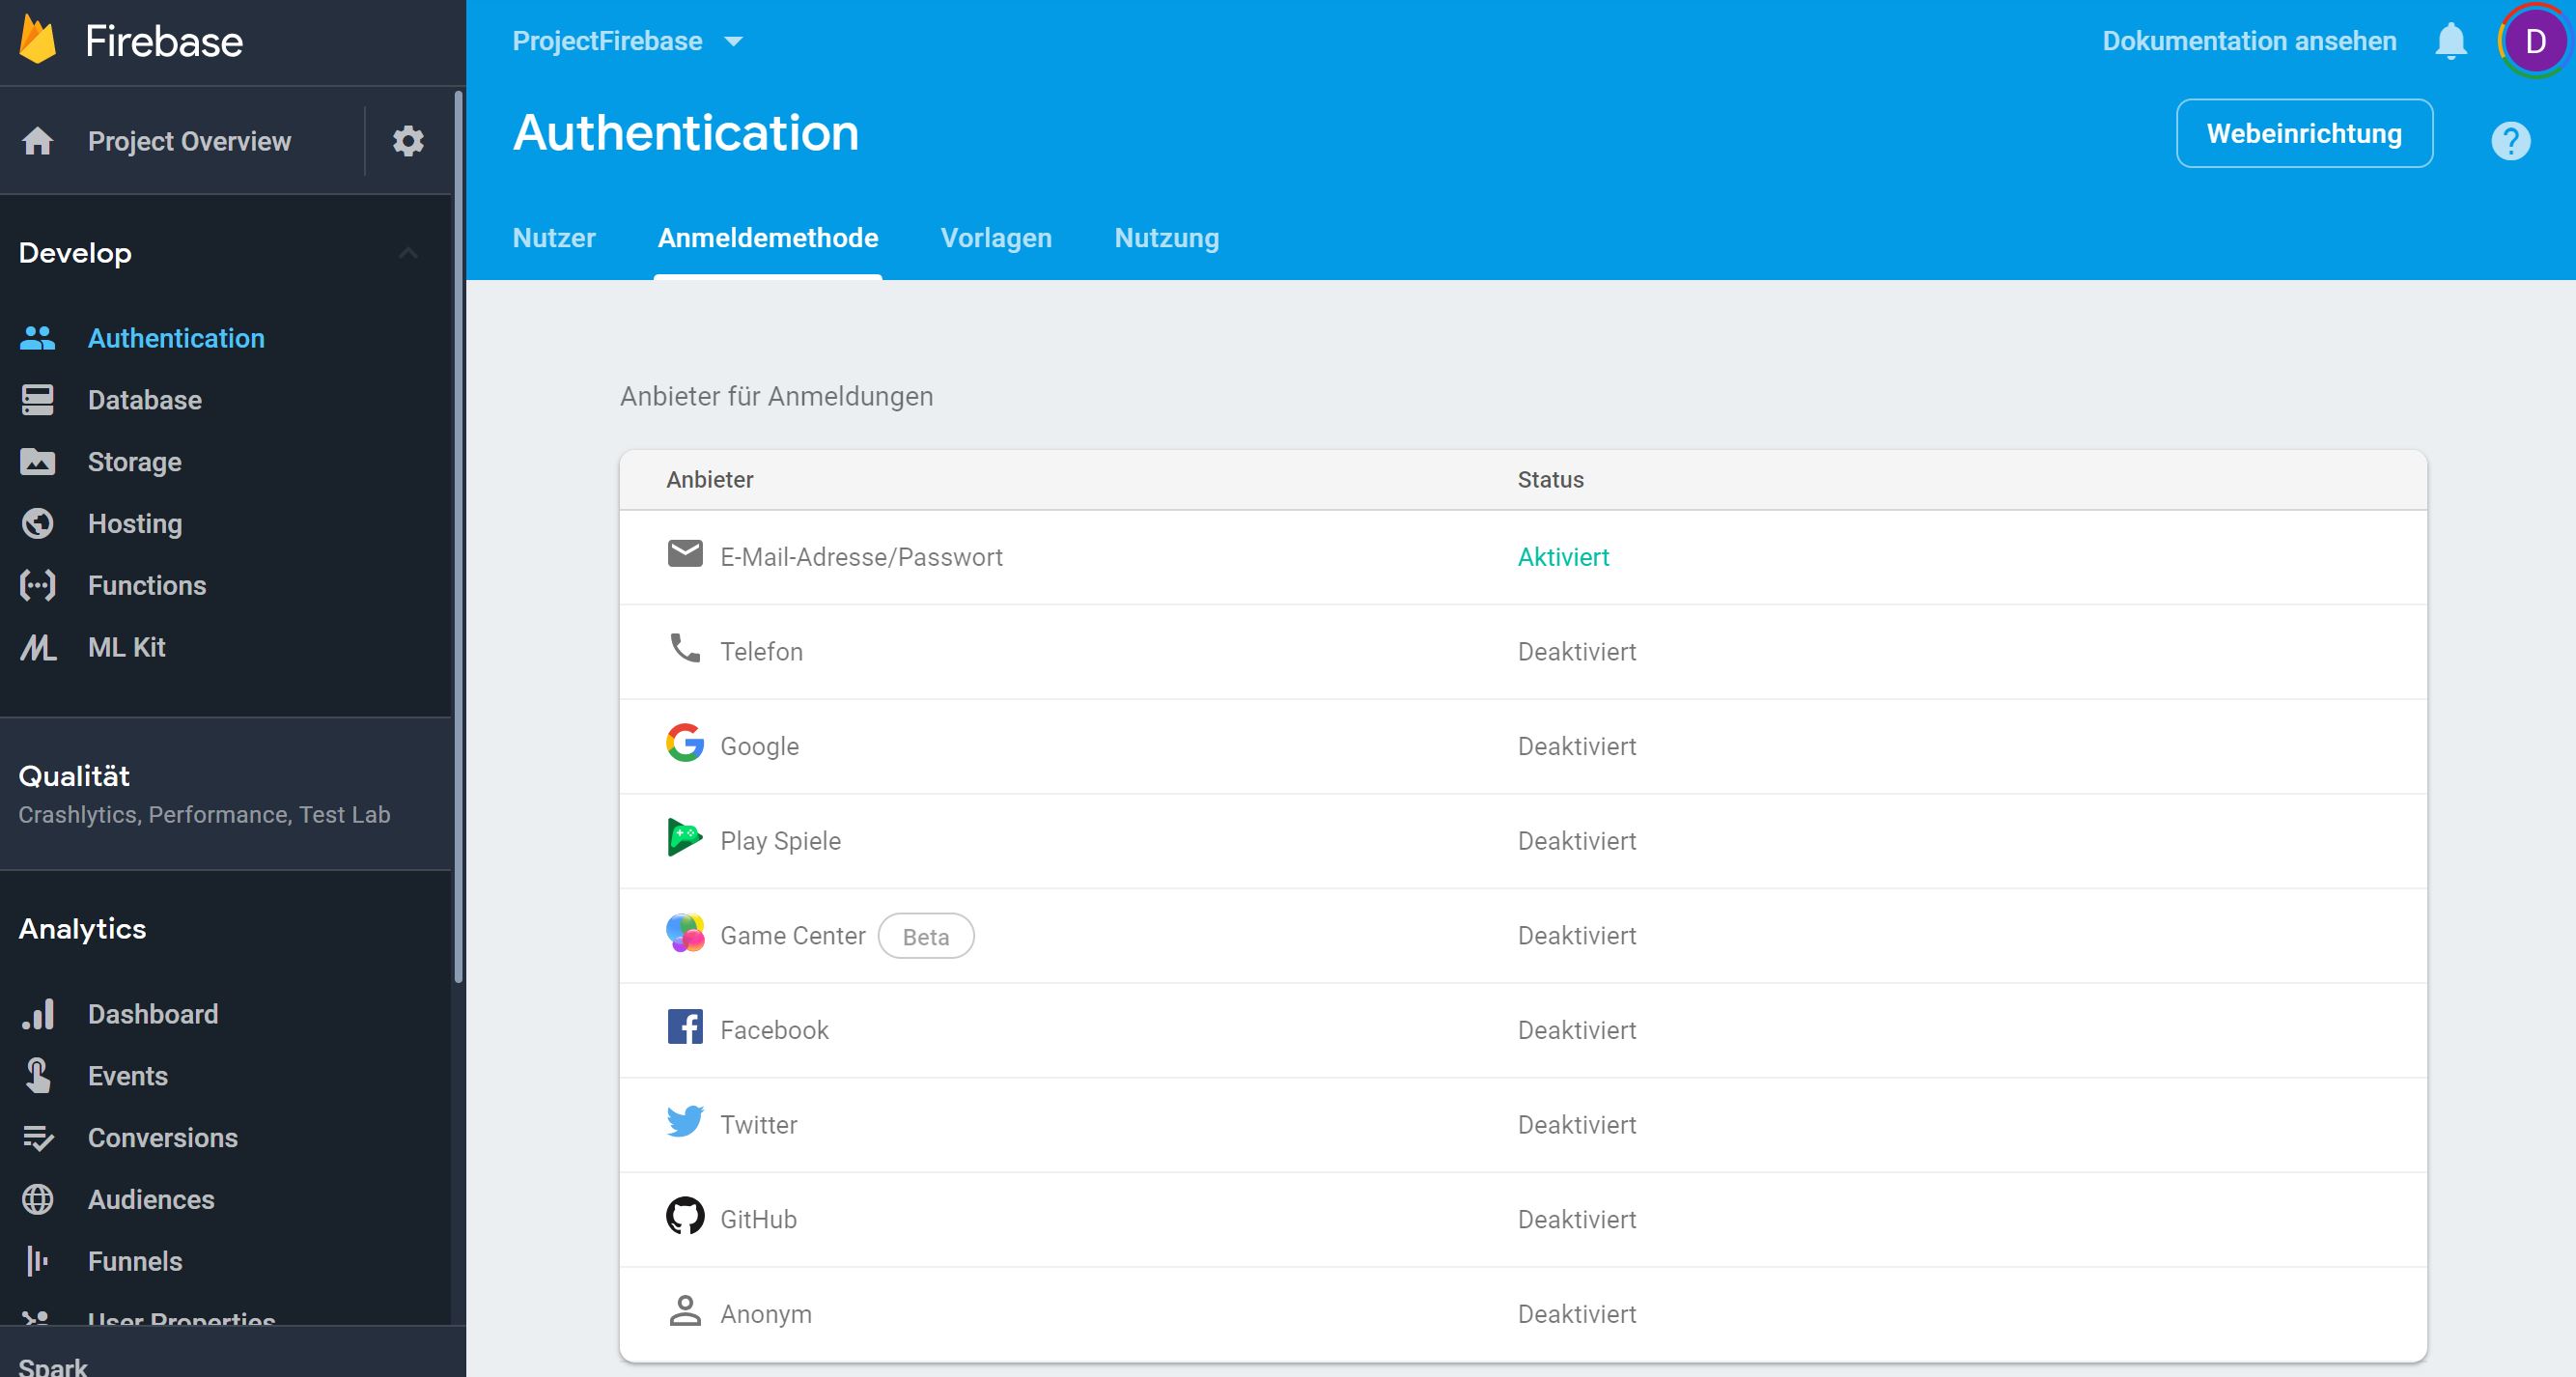 Firebase
Project Overview
Develop
Authentication
Database
Storage
Hosting
Functions
ML Kit
Qualität
Crashlytics, Performance, Test Lab
Analytics
Dashboard
Events
Conversions
Audiences
Funnels
User Properties
Spark
ProjectFirebase
Dokumentation ansehen
D
Authentication
Webeinrichtung
?
Nutzer Anmeldemethode Vorlagen Nutzung
Anbieter für Anmeldungen
Anbieter Status
E-Mail-Adresse/Passwort Aktiviert
Telefon Deaktiviert
Google Deaktiviert
Play Spiele Deaktiviert
Game Center Beta Deaktiviert
Facebook Deaktiviert
Twitter Deaktiviert
GitHub Deaktiviert
Anonym Deaktiviert